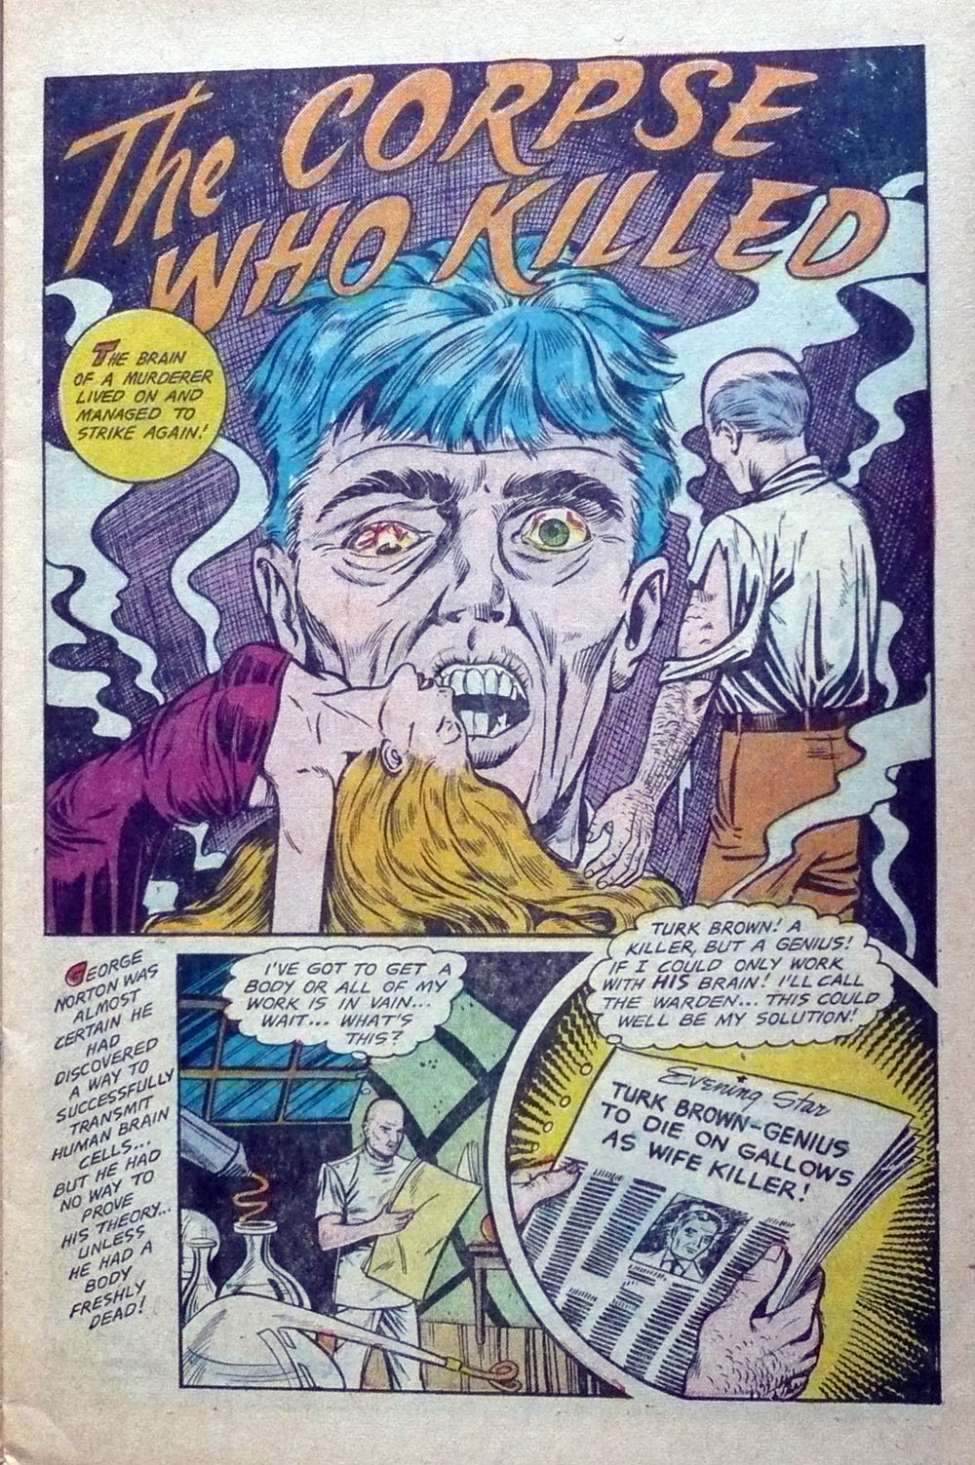 The CORPSE
WHO KILLED
THE BRAIN
OF A MURDERER
LIVED ON AND
MANAGED TO
STRIKE AGAIN!
GEORGE
NORTON WAS
ALMOST
CERTAIN HE
HAD
DISCOVERED
A WAY TO
SUCCESSFULLY
TRANSMIT
HUMAN BRAIN
CELLS...
BUT HE HAD
NO WAY TO
PROVE
HIS THEORY...
UNLESS
HE HAD A
BODY
FRESHLY
DEAD!
I'VE GOT TO GET A
BODY OR ALL OF MY
WORK IS IN VAIN...
WAIT... WHAT'S
THIS?
TURK BROWN! A
KILLER, BUT A GENIUS!
IF I COULD ONLY WORK
WITH HIS BRAIN! I'LL CALL
THE WARDEN... THIS COULD
WELL BE MY SOLUTION!
Evening Star
TURK BROWN-GENIUS
TO DIE ON GALLOWS
AS WIFE KILLER!